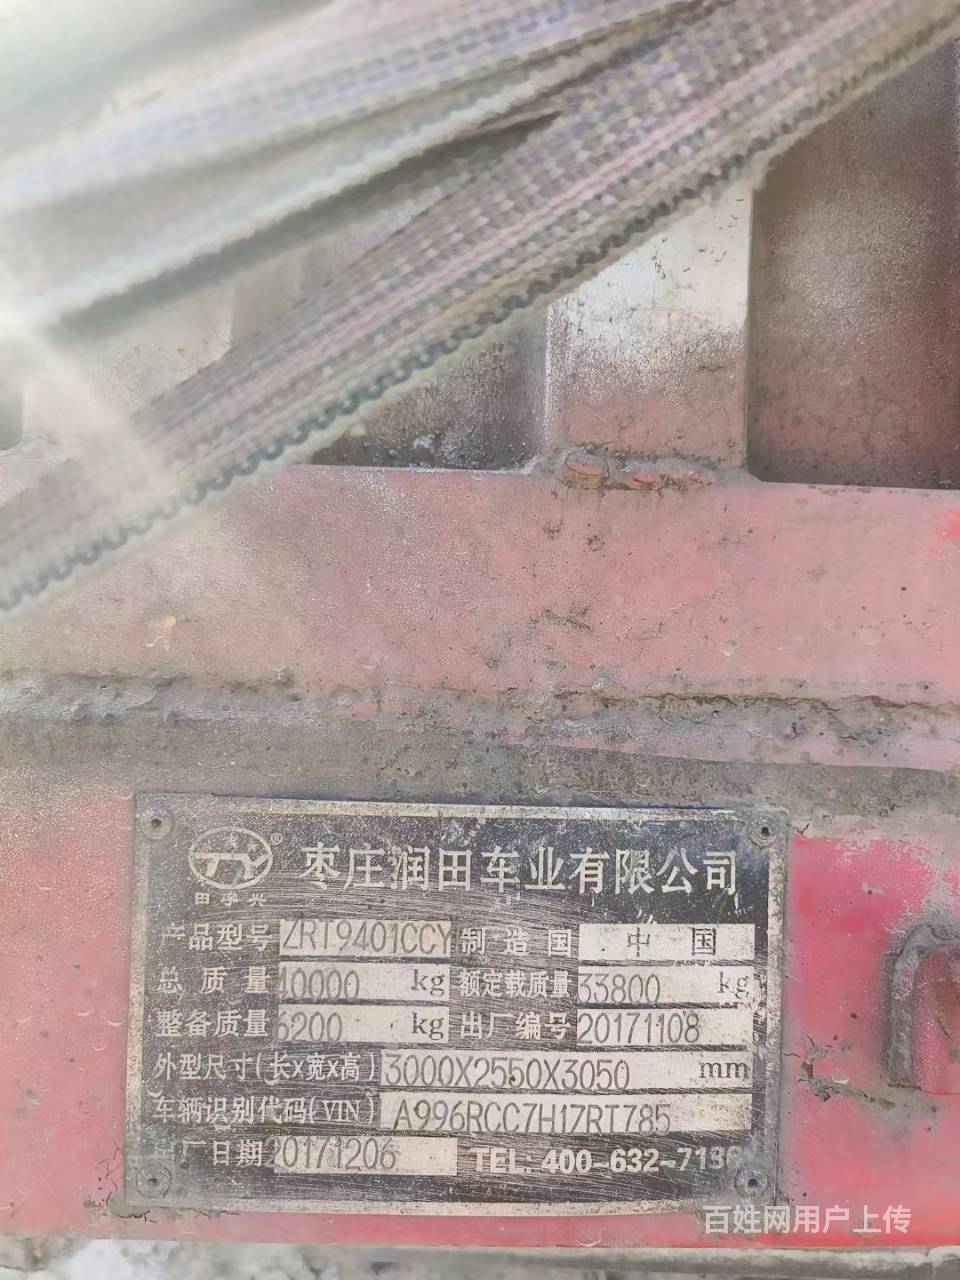 TY®
枣庄润田车业有限公司
产品型号 ZRT9401CCY 制造国 中国
总质量 40000 kg 额定载质量 33800 kg
整备质量 6200 kg 出厂编号 20171108
外型尺寸(长x宽x高) 3000X2550X3050 mm
车辆识别代码(VIN) A996RCC7H17RT785
出厂日期 20171206 TEL:400-632-7136
百姓网用户上传